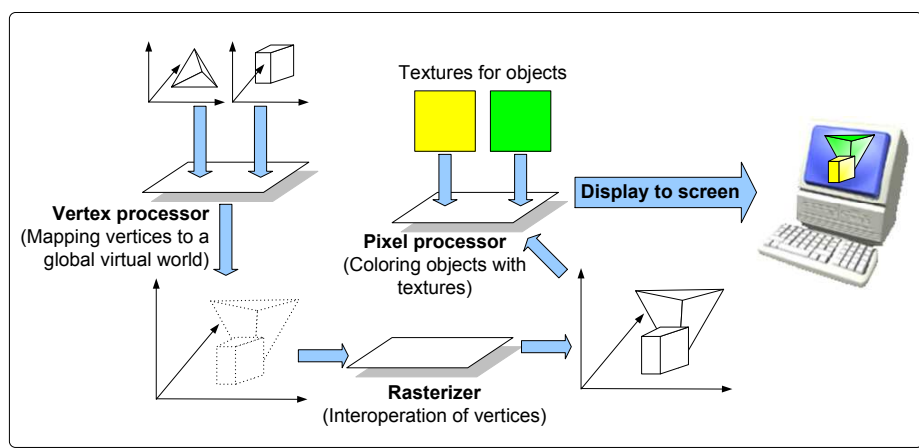 Textures for objects
Vertex processor
(Mapping vertices to a
global virtual world)
Pixel processor
(Coloring objects with
textures)
Display to screen
Rasterizer
(Interoperation of vertices)